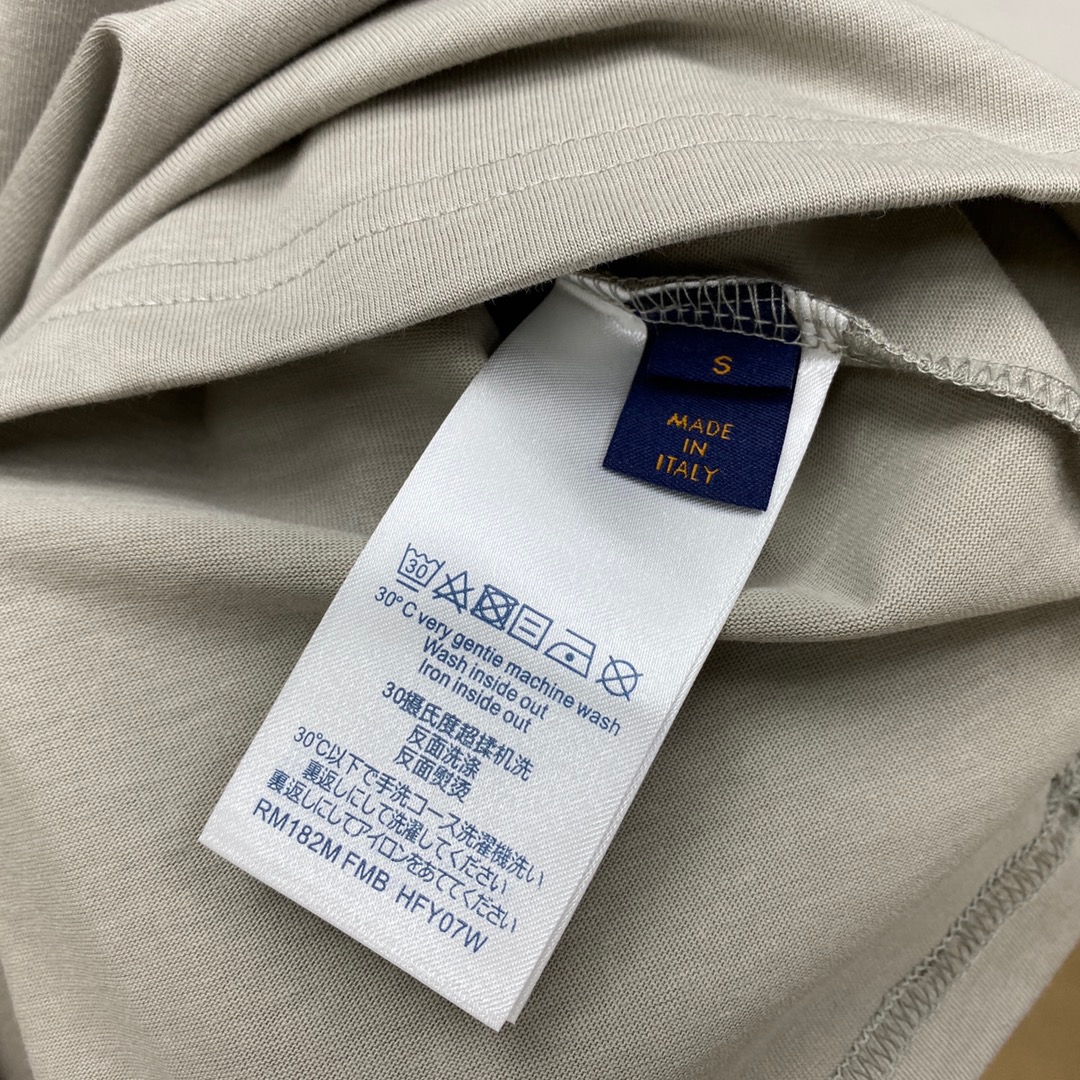 S
MADE
IN
ITALY
30
30°C very gentie machine wash
Wash inside out
Iron inside out
30摄氏度超揉机洗
反面洗涤
反面熨烫
30℃以下で手洗コース洗濯機洗い
裏返しにして洗濯してください
裏返しにしてアイロンをあててください
RM182M FMB HFY07W